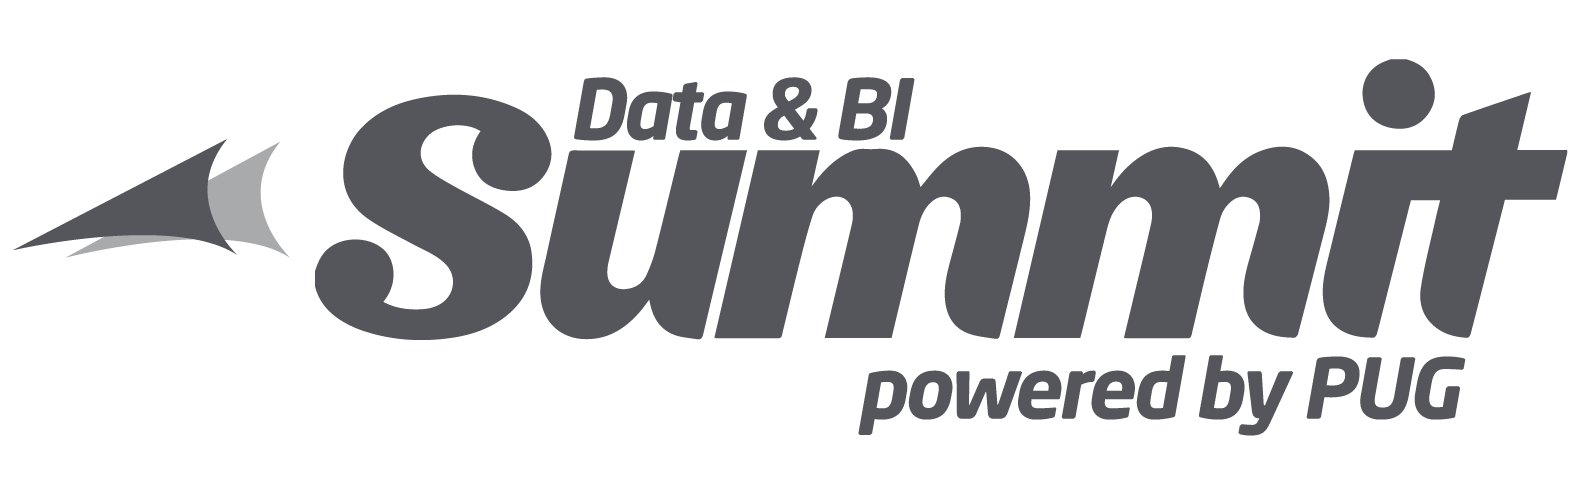 Data & BI
Summit
powered by PUG